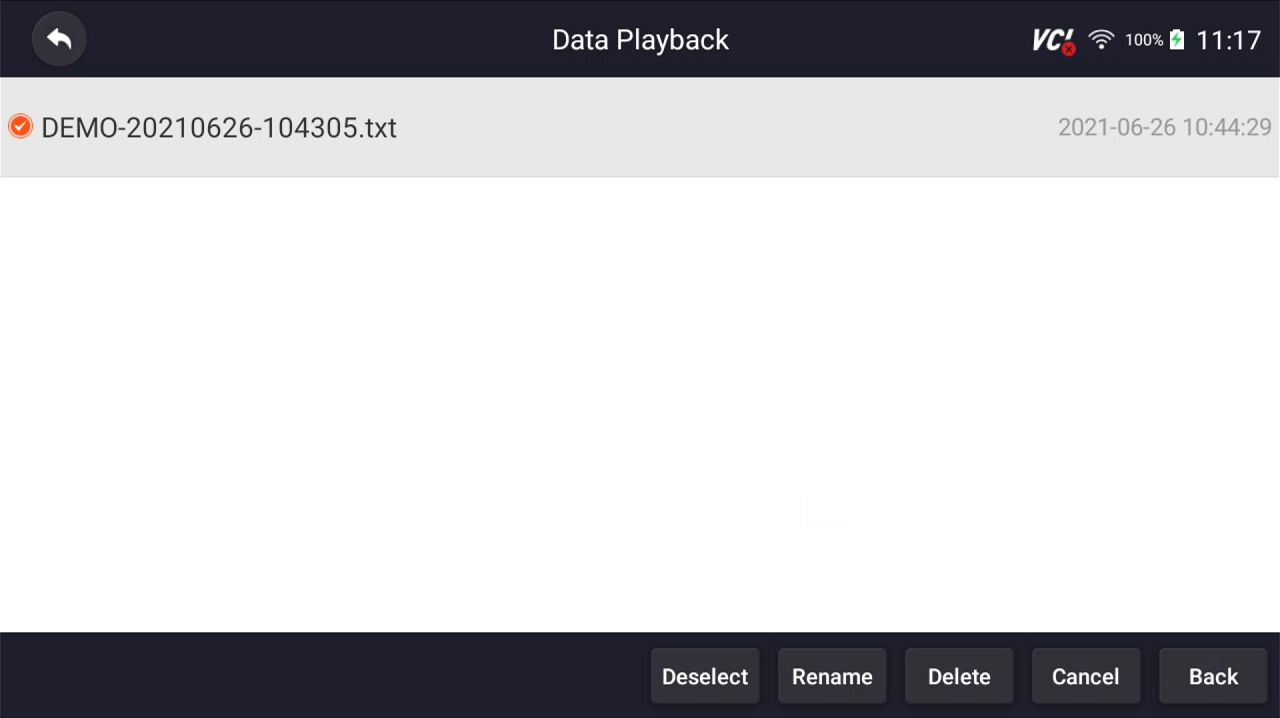 Data Playback
VCI 100% 11:17
DEMO-20210626-104305.txt 2021-06-26 10:44:29
Deselect Rename Delete Cancel Back